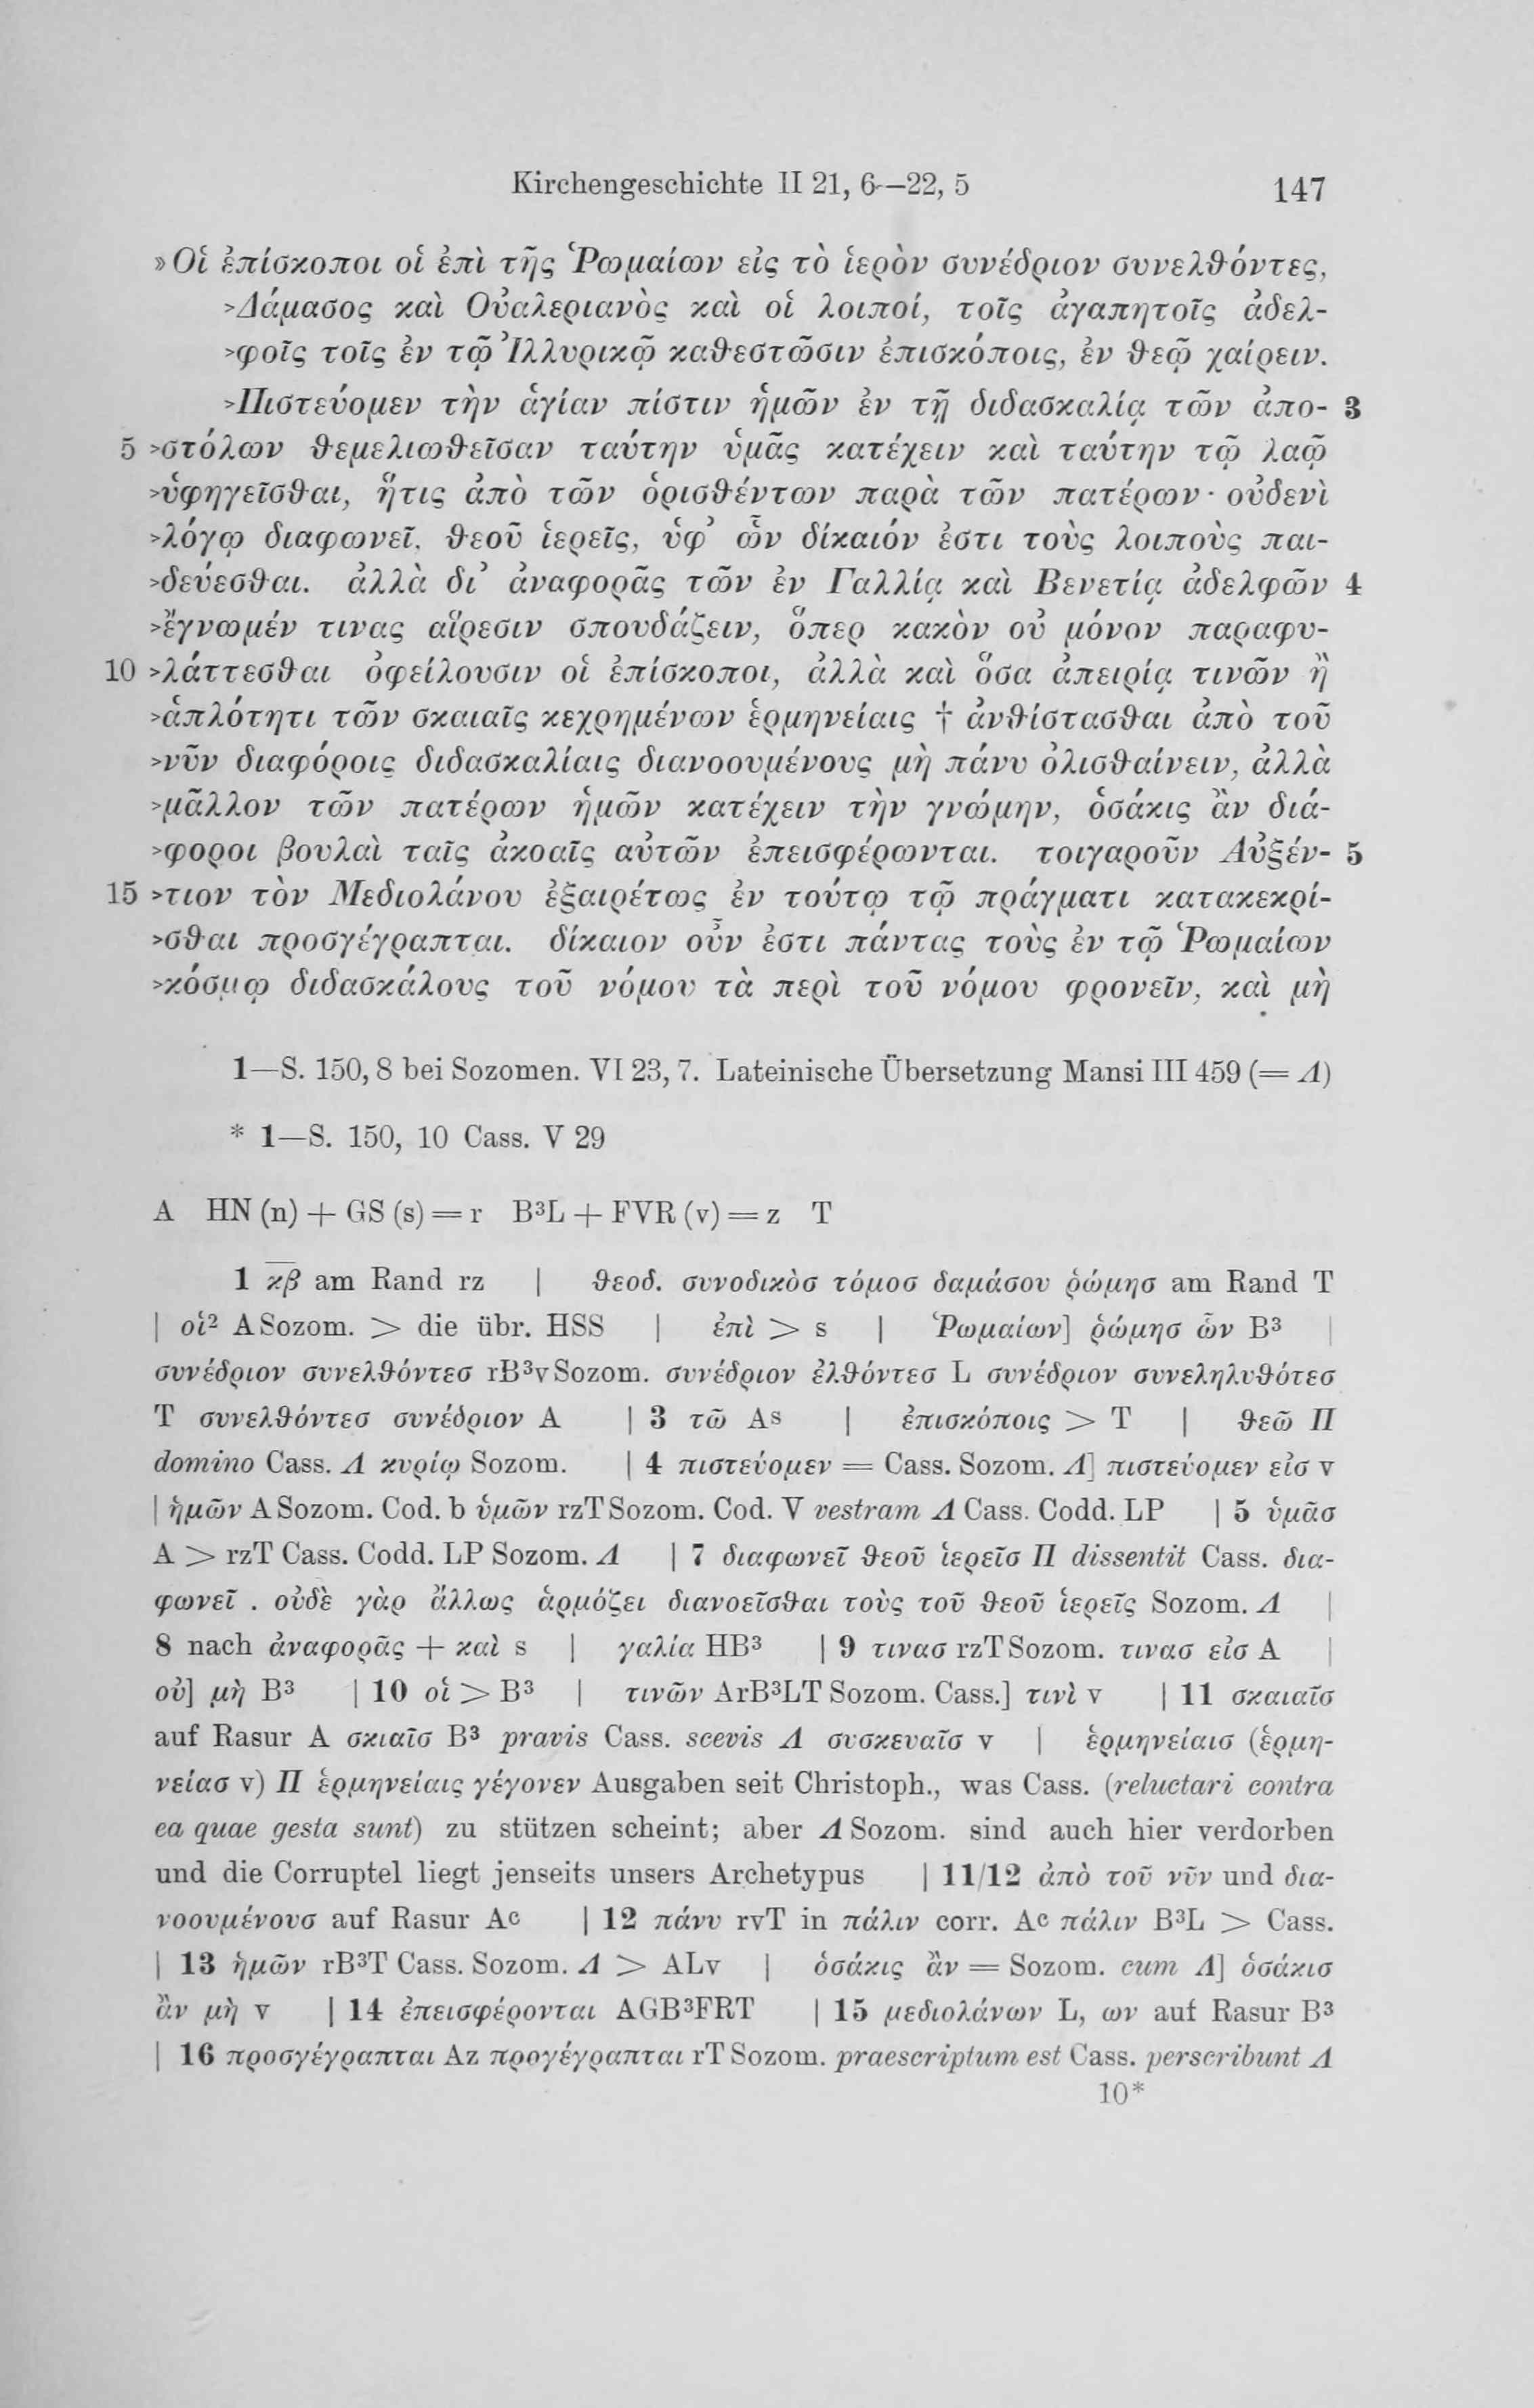 Kirchengeschichte II 21, 6—22, 5 147
»Οἱ ἐπίσκοποι οἱ ἐπὶ τῆς Ῥωμαίων εἰς τὸ ἱερὸν συνέδριον συνελθόντες,
>Δάμασος καὶ Οὐαλεριανὸς καὶ οἱ λοιποί, τοῖς ἀγαπητοῖς ἀδελ-
>φοῖς τοῖς ἐν τῷ Ἰλλυρικῷ καθεστῶσιν ἐπισκόποις, ἐν θεῷ χαίρειν.
>Πιστεύομεν τὴν ἁγίαν πίστιν ἡμῶν ἐν τῇ διδασκαλίᾳ τῶν ἀπο- 3
5 >στόλων θεμελιωθεῖσαν ταύτην ὑμᾶς κατέχειν καὶ ταύτην τῷ λαῷ
>ὑφηγεῖσθαι, ἥτις ἀπὸ τῶν ὁρισθέντων παρὰ τῶν πατέρων· οὐδενὶ
>λόγῳ διαφωνεῖ. θεοῦ ἱερεῖς, ὑφ' ὧν δίκαιόν ἐστι τοὺς λοιποὺς παι-
>δεύεσθαι. ἀλλὰ δι' ἀναφορᾶς τῶν ἐν Γαλλίᾳ καὶ Βενετίᾳ ἀδελφῶν 4
>ἔγνωμέν τινας αἵρεσιν σπουδάζειν, ὅπερ κακὸν οὐ μόνον παραφυ-
10 >λάττεσθαι ὀφείλουσιν οἱ ἐπίσκοποι, ἀλλὰ καὶ ὅσα ἀπειρίᾳ τινῶν ἢ
>ἁπλότητι τῶν σκαιαῖς κεχρημένων ἑρμηνείαις † ἀνθίστασθαι ἀπὸ τοῦ
>νῦν διαφόροις διδασκαλίαις διανοουμένους μὴ πάνυ ὀλισθαίνειν, ἀλλὰ
>μᾶλλον τῶν πατέρων ἡμῶν κατέχειν τὴν γνώμην, ὁσάκις ἂν διά-
>φοροι βουλαὶ ταῖς ἀκοαῖς αὐτῶν ἐπεισφέρωνται. τοιγαροῦν Αὐξέν- 5
15 >τιον τὸν Μεδιολάνου ἐξαιρέτως ἐν τούτῳ τῷ πράγματι κατακεκρί-
>σθαι προσγέγραπται. δίκαιον οὖν ἐστι πάντας τοὺς ἐν τῷ Ῥωμαίων
>κόσμῳ διδασκάλους τοῦ νόμου τὰ περὶ τοῦ νόμου φρονεῖν, καὶ μὴ
1—S. 150, 8 bei Sozomen. VI 23, 7. Lateinische Übersetzung Mansi III 459 (= Λ)
* 1—S. 150, 10 Cass. V 29
A HN (n) + GS (s) = r B³L + FVR (v) = z T
1 κ̅β̅ am Rand rz | θεοδ. συνοδικὸσ τόμοσ δαμάσου ῥώμησ am Rand T
| οἱ² A Sozom. > die übr. HSS | ἐπὶ > s | Ῥωμαίων] ῥώμησ ὧν B³ |
συνέδριον συνελθόντεσ rB³v Sozom. συνέδριον ἐλθόντεσ L συνέδριον συνεληλυθότεσ
T συνελθόντεσ συνέδριον A | 3 τῶ As | ἐπισκόποις > T | θεῶ Π
domino Cass. Λ κυρίῳ Sozom. | 4 πιστεύομεν = Cass. Sozom. Λ] πιστεύομεν εἰσ v
| ἡμῶν A Sozom. Cod. b ὑμῶν rzT Sozom. Cod. V vestram Λ Cass. Codd. LP | 5 ὑμᾶσ
A > rzT Cass. Codd. LP Sozom. Λ | 7 διαφωνεῖ θεοῦ ἱερεῖσ Π dissentit Cass. δια-
φωνεῖ . οὐδὲ γὰρ ἄλλως ἁρμόζει διανοεῖσθαι τοὺς τοῦ θεοῦ ἱερεῖς Sozom. Λ |
8 nach ἀναφορᾶς + καὶ s | γαλία HB³ | 9 τινασ rzT Sozom. τινασ εἰσ A |
οὐ] μὴ B³ | 10 οἱ > B³ | τινῶν ArB³LT Sozom. Cass.] τινὶ v | 11 σκαιαῖσ
auf Rasur A σκιαῖσ B³ pravis Cass. scevis Λ συσκευαῖσ v | ἑρμηνείαισ (ἑρμη-
νείασ v) Π ἑρμηνείαις γέγονεν Ausgaben seit Christoph., was Cass. (reluctari contra
ea quae gesta sunt) zu stützen scheint; aber Λ Sozom. sind auch hier verdorben
und die Corruptel liegt jenseits unsers Archetypus | 11/12 ἀπὸ τοῦ νῦν und δια-
νοουμένουσ auf Rasur Aᶜ | 12 πάνυ rvT in πάλιν corr. Aᶜ πάλιν B³L > Cass.
| 13 ἡμῶν rB³T Cass. Sozom. Λ > ALv | ὁσάκις ἂν = Sozom. cum Λ] ὁσάκισ
ἂν μὴ v | 14 ἐπεισφέρονται AGB³FRT | 15 μεδιολάνων L, ων auf Rasur B³
| 16 προσγέγραπται Az προγέγραπται rT Sozom. praescriptum est Cass. perscribunt Λ
10*